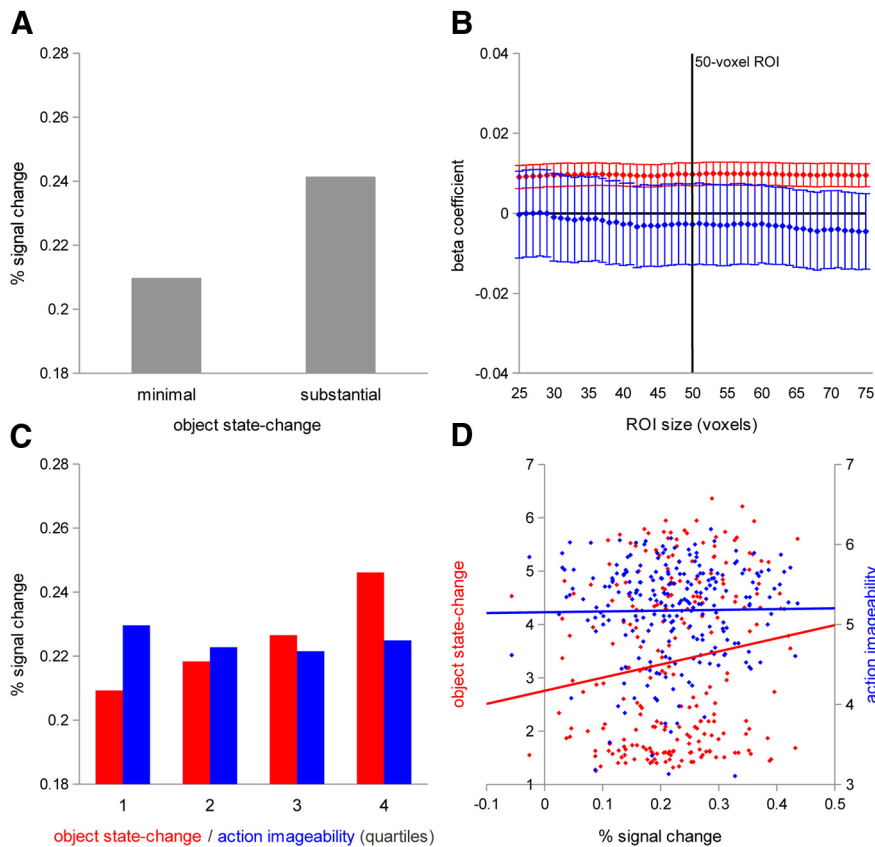 A
0.28
0.26
0.24
0.22
0.2
0.18
% signal change
minimal substantial
object state-change
B
0.04
0.02
0
-0.02
-0.04
beta coefficient
50-voxel ROI
25 30 35 40 45 50 55 60 65 70 75
ROI size (voxels)
C
0.28
0.26
0.24
0.22
0.2
0.18
% signal change
1 2 3 4
object state-change / action imageability (quartiles)
D
7
6
5
4
3
2
1
object state-change
7
6
5
4
3
action imageability
-0.1 0 0.1 0.2 0.3 0.4 0.5
% signal change